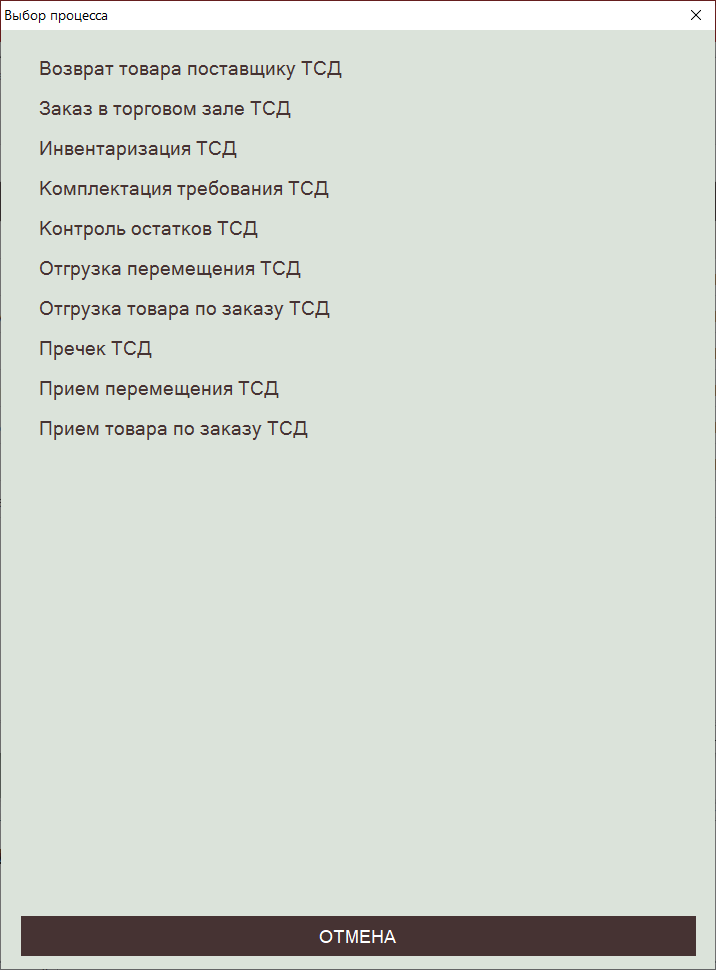 Выбор процесса
Возврат товара поставщику ТСД
Заказ в торговом зале ТСД
Инвентаризация ТСД
Комплектация требования ТСД
Контроль остатков ТСД
Отгрузка перемещения ТСД
Отгрузка товара по заказу ТСД
Пречек ТСД
Прием перемещения ТСД
Прием товара по заказу ТСД
ОТМЕНА